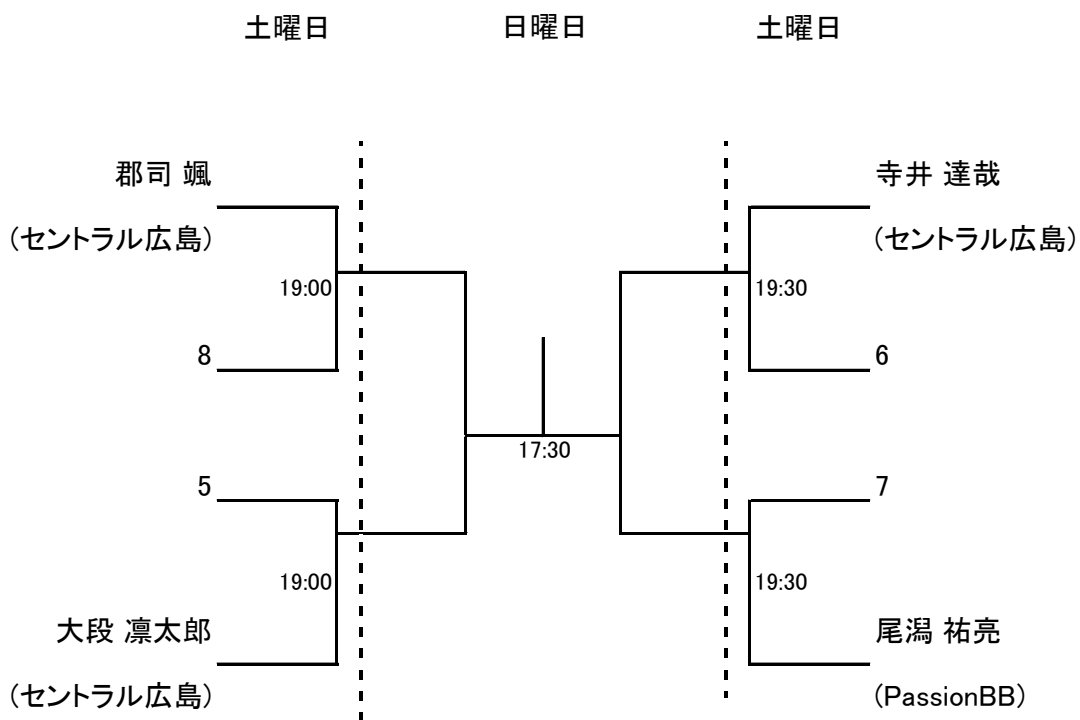 土曜日 日曜日 土曜日
郡司 颯
(セントラル広島)
19:00
8
5
19:00
大段 凛太郎
(セントラル広島)
17:30
寺井 達哉
(セントラル広島)
19:30
6
7
19:30
尾潟 祐亮
(PassionBB)